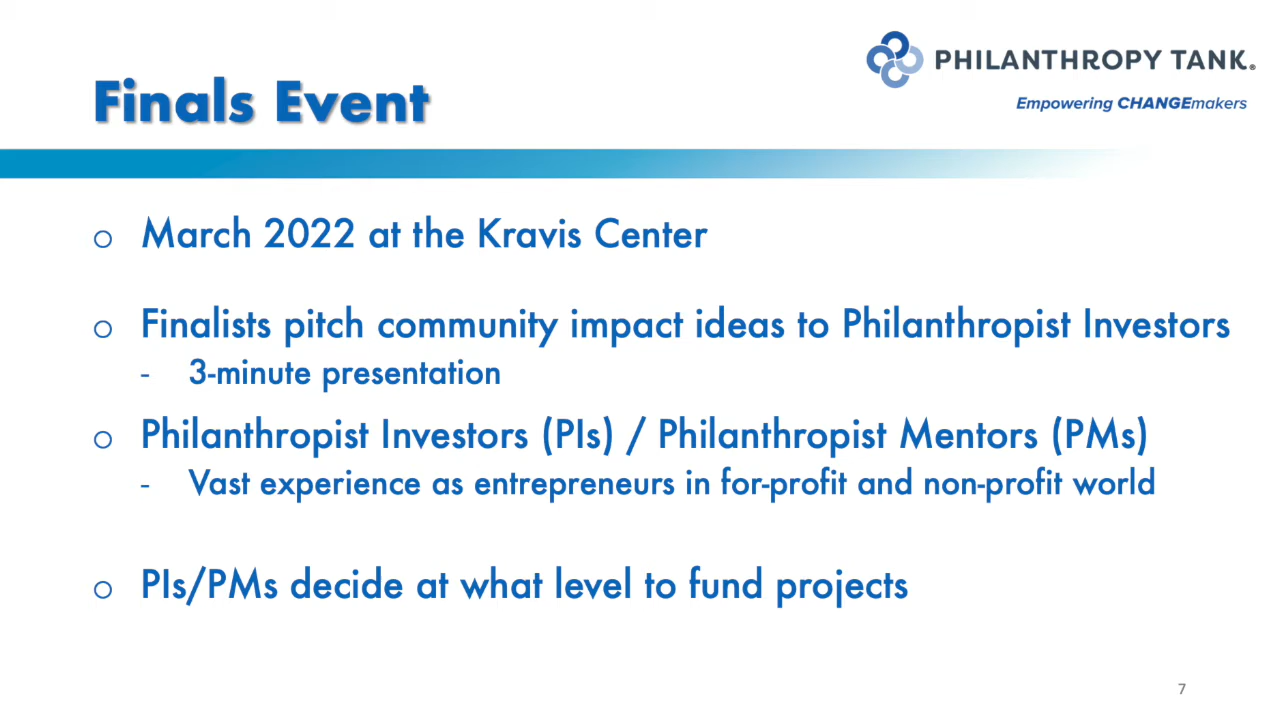 PHILANTHROPY TANK®
Empowering CHANGEmakers
Finals Event
o March 2022 at the Kravis Center
o Finalists pitch community impact ideas to Philanthropist Investors
- 3-minute presentation
o Philanthropist Investors (PIs) / Philanthropist Mentors (PMs)
- Vast experience as entrepreneurs in for-profit and non-profit world
o PIs/PMs decide at what level to fund projects
7